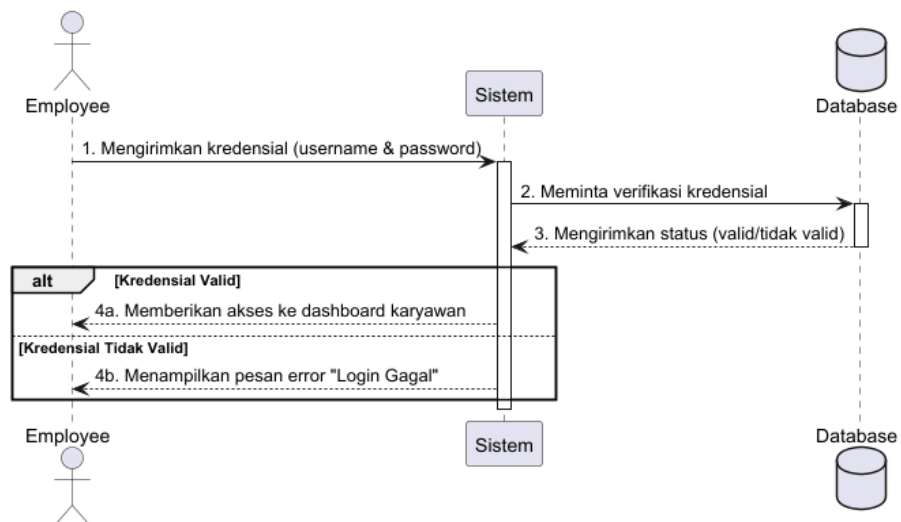 Employee
Sistem
Database
1. Mengirimkan kredensial (username & password)
2. Meminta verifikasi kredensial
3. Mengirimkan status (valid/tidak valid)
alt [Kredensial Valid]
4a. Memberikan akses ke dashboard karyawan
[Kredensial Tidak Valid]
4b. Menampilkan pesan error "Login Gagal"
Employee
Sistem
Database